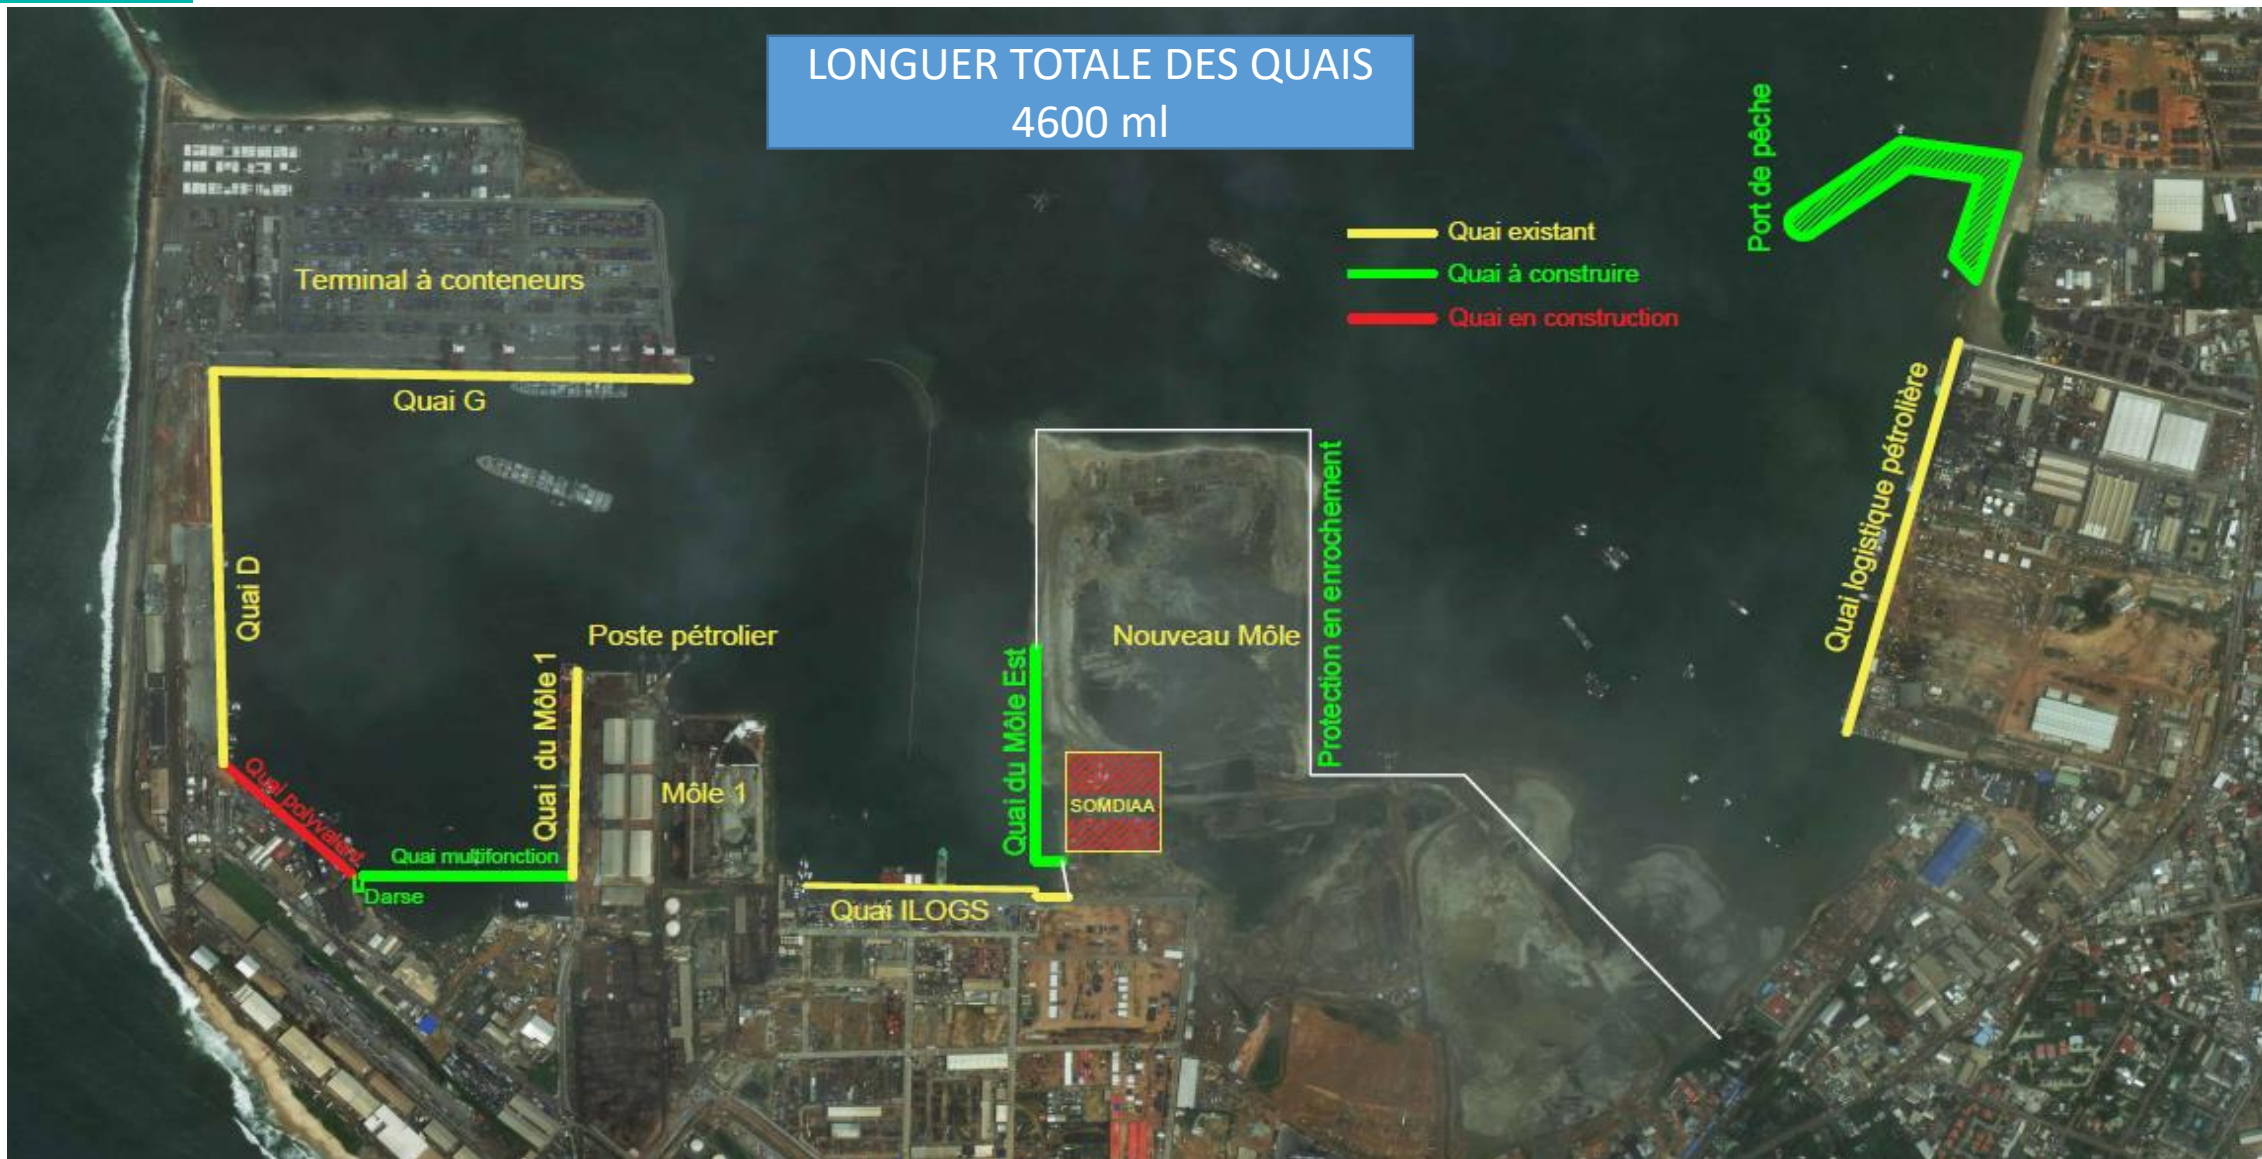 LONGUER TOTALE DES QUAIS
4600 ml
Port de pêche
Quai existant
Quai à construire
Quai en construction
Terminal à conteneurs
Quai G
Quai D
Quai logistique pétrolière
Protection en enrochement
Poste pétrolier
Nouveau Môle
Quai du Môle 1
Quai du Môle Est
Môle 1
SOMDIAA
Quai polyvalent
Quai multifonction
Darse
Quai ILOGS